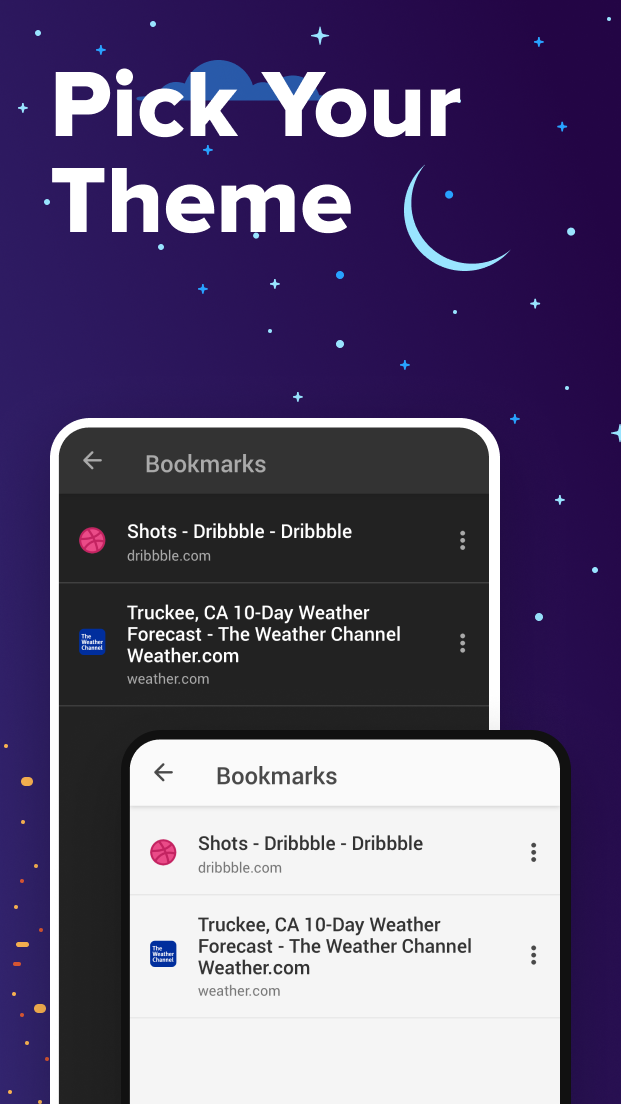 Pick Your
Theme
Bookmarks
Shots - Dribbble - Dribbble
dribbble.com
The
Weather
Channel
Truckee, CA 10-Day Weather
Forecast - The Weather Channel
Weather.com
weather.com
Bookmarks
Shots - Dribbble - Dribbble
dribbble.com
The
Weather
Channel
Truckee, CA 10-Day Weather
Forecast - The Weather Channel
Weather.com
weather.com